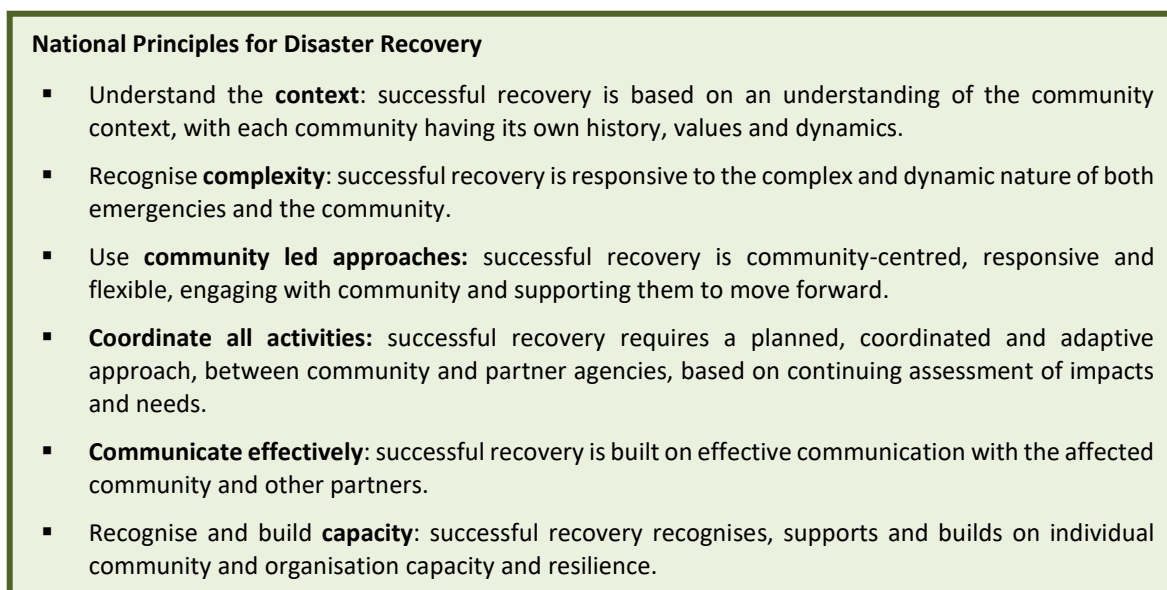 National Principles for Disaster Recovery
▪ Understand the context: successful recovery is based on an understanding of the community
context, with each community having its own history, values and dynamics.
▪ Recognise complexity: successful recovery is responsive to the complex and dynamic nature of both
emergencies and the community.
▪ Use community led approaches: successful recovery is community-centred, responsive and
flexible, engaging with community and supporting them to move forward.
▪ Coordinate all activities: successful recovery requires a planned, coordinated and adaptive
approach, between community and partner agencies, based on continuing assessment of impacts
and needs.
▪ Communicate effectively: successful recovery is built on effective communication with the affected
community and other partners.
▪ Recognise and build capacity: successful recovery recognises, supports and builds on individual
community and organisation capacity and resilience.